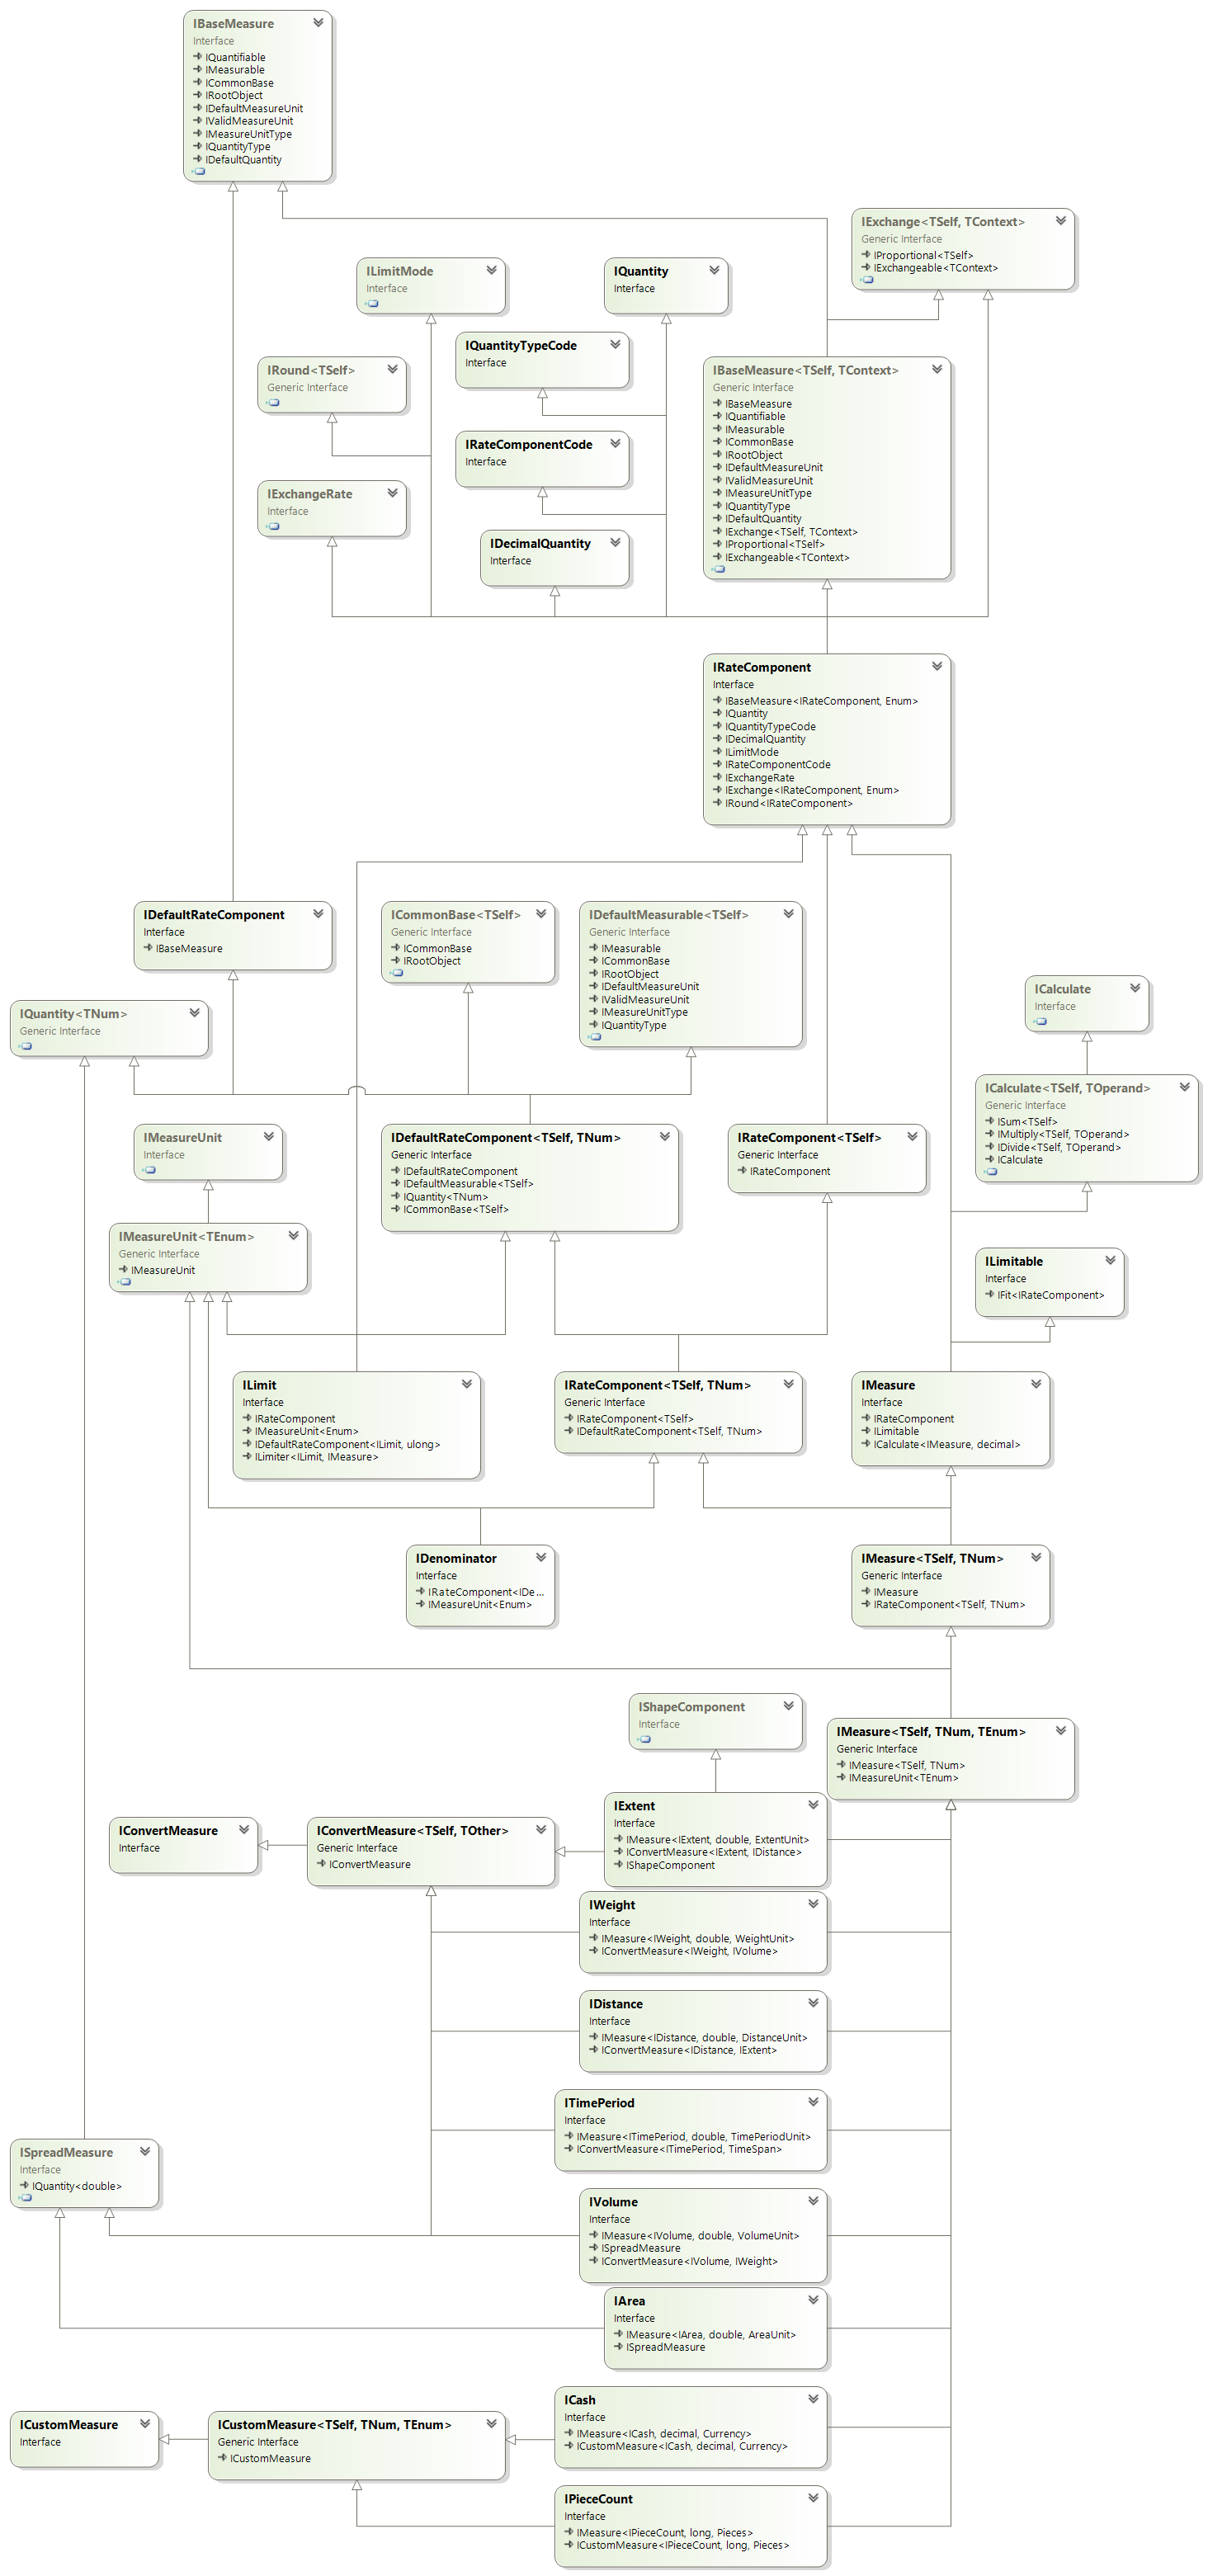 IBaseMeasure
Interface
IQuantifiable
IMeasurable
ICommonBase
IRootObject
IDefaultMeasureUnit
IValidMeasureUnit
IMeasureUnitType
IQuantityType
IDefaultQuantity
IExchange<TSelf, TContext>
Generic Interface
IProportional<TSelf>
IExchangeable<TContext>
ILimitMode
Interface
IQuantity
Interface
IQuantityTypeCode
Interface
IRound<TSelf>
Generic Interface
IBaseMeasure<TSelf, TContext>
Generic Interface
IBaseMeasure
IQuantifiable
IMeasurable
ICommonBase
IRootObject
IDefaultMeasureUnit
IValidMeasureUnit
IMeasureUnitType
IQuantityType
IDefaultQuantity
IExchange<TSelf, TContext>
IProportional<TSelf>
IExchangeable<TContext>
IRateComponentCode
Interface
IExchangeRate
Interface
IDecimalQuantity
Interface
IRateComponent
Interface
IBaseMeasure<IRateComponent, Enum>
IQuantity
IQuantityTypeCode
IDecimalQuantity
ILimitMode
IRateComponentCode
IExchangeRate
IExchange<IRateComponent, Enum>
IRound<IRateComponent>
IDefaultRateComponent
Interface
IBaseMeasure
ICommonBase<TSelf>
Generic Interface
ICommonBase
IRootObject
IDefaultMeasurable<TSelf>
Generic Interface
IMeasurable
ICommonBase
IRootObject
IDefaultMeasureUnit
IValidMeasureUnit
IMeasureUnitType
IQuantityType
ICalculate
Interface
IQuantity<TNum>
Generic Interface
ICalculate<TSelf, TOperand>
Generic Interface
ISum<TSelf>
IMultiply<TSelf, TOperand>
IDivide<TSelf, TOperand>
ICalculate
IMeasureUnit
Interface
IDefaultRateComponent<TSelf, TNum>
Generic Interface
IDefaultRateComponent
IDefaultMeasurable<TSelf>
IQuantity<TNum>
ICommonBase<TSelf>
IRateComponent<TSelf>
Generic Interface
IRateComponent
IMeasureUnit<TEnum>
Generic Interface
IMeasureUnit
ILimitable
Interface
IFit<IRateComponent>
ILimit
Interface
IRateComponent
IMeasureUnit<Enum>
IDefaultRateComponent<ILimit, ulong>
ILimiter<ILimit, IMeasure>
IRateComponent<TSelf, TNum>
Generic Interface
IRateComponent<TSelf>
IDefaultRateComponent<TSelf, TNum>
IMeasure
Interface
IRateComponent
ILimitable
ICalculate<IMeasure, decimal>
IDenominator
Interface
IRateComponent<IDe...
IMeasureUnit<Enum>
IMeasure<TSelf, TNum>
Generic Interface
IMeasure
IRateComponent<TSelf, TNum>
IShapeComponent
Interface
IMeasure<TSelf, TNum, TEnum>
Generic Interface
IMeasure<TSelf, TNum>
IMeasureUnit<TEnum>
IConvertMeasure
Interface
IConvertMeasure<TSelf, TOther>
Generic Interface
IConvertMeasure
IExtent
Interface
IMeasure<IExtent, double, ExtentUnit>
IConvertMeasure<IExtent, IDistance>
IShapeComponent
IWeight
Interface
IMeasure<IWeight, double, WeightUnit>
IConvertMeasure<IWeight, IVolume>
IDistance
Interface
IMeasure<IDistance, double, DistanceUnit>
IConvertMeasure<IDistance, IExtent>
ITimePeriod
Interface
IMeasure<ITimePeriod, double, TimePeriodUnit>
IConvertMeasure<ITimePeriod, TimeSpan>
ISpreadMeasure
Interface
IQuantity<double>
IVolume
Interface
IMeasure<IVolume, double, VolumeUnit>
ISpreadMeasure
IConvertMeasure<IVolume, IWeight>
IArea
Interface
IMeasure<IArea, double, AreaUnit>
ISpreadMeasure
ICustomMeasure
Interface
ICustomMeasure<TSelf, TNum, TEnum>
Generic Interface
ICustomMeasure
ICash
Interface
IMeasure<ICash, decimal, Currency>
ICustomMeasure<ICash, decimal, Currency>
IPieceCount
Interface
IMeasure<IPieceCount, long, Pieces>
ICustomMeasure<IPieceCount, long, Pieces>